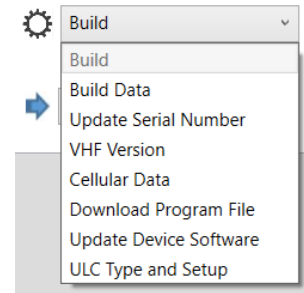 Build
Build
Build Data
Update Serial Number
VHF Version
Cellular Data
Download Program File
Update Device Software
ULC Type and Setup